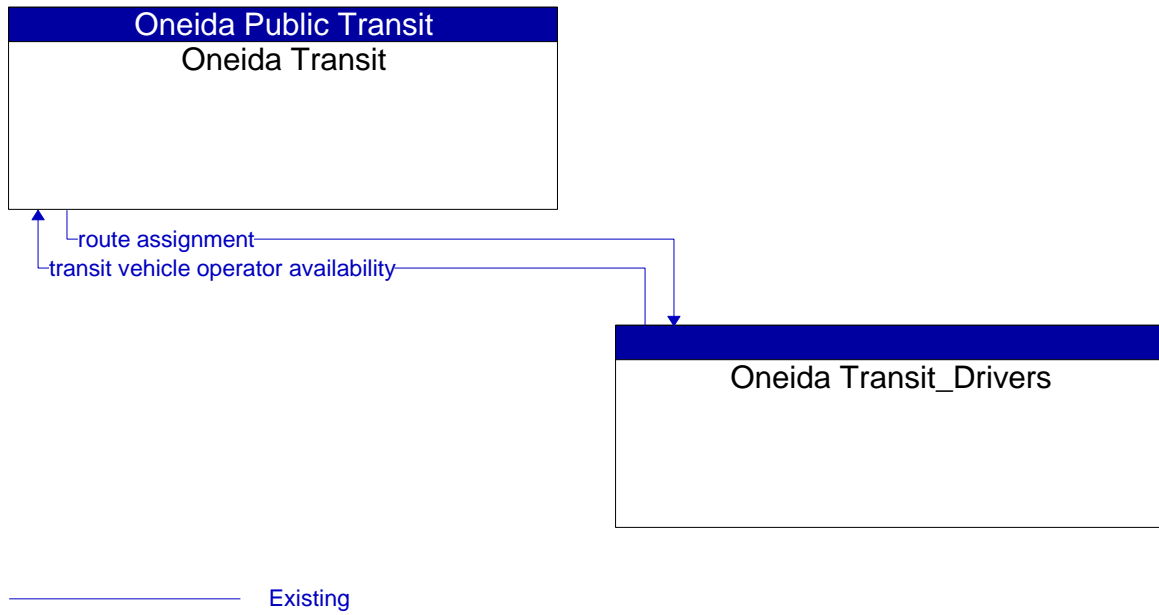 Oneida Public Transit
Oneida Transit
route assignment
transit vehicle operator availability
Oneida Transit_Drivers
Existing